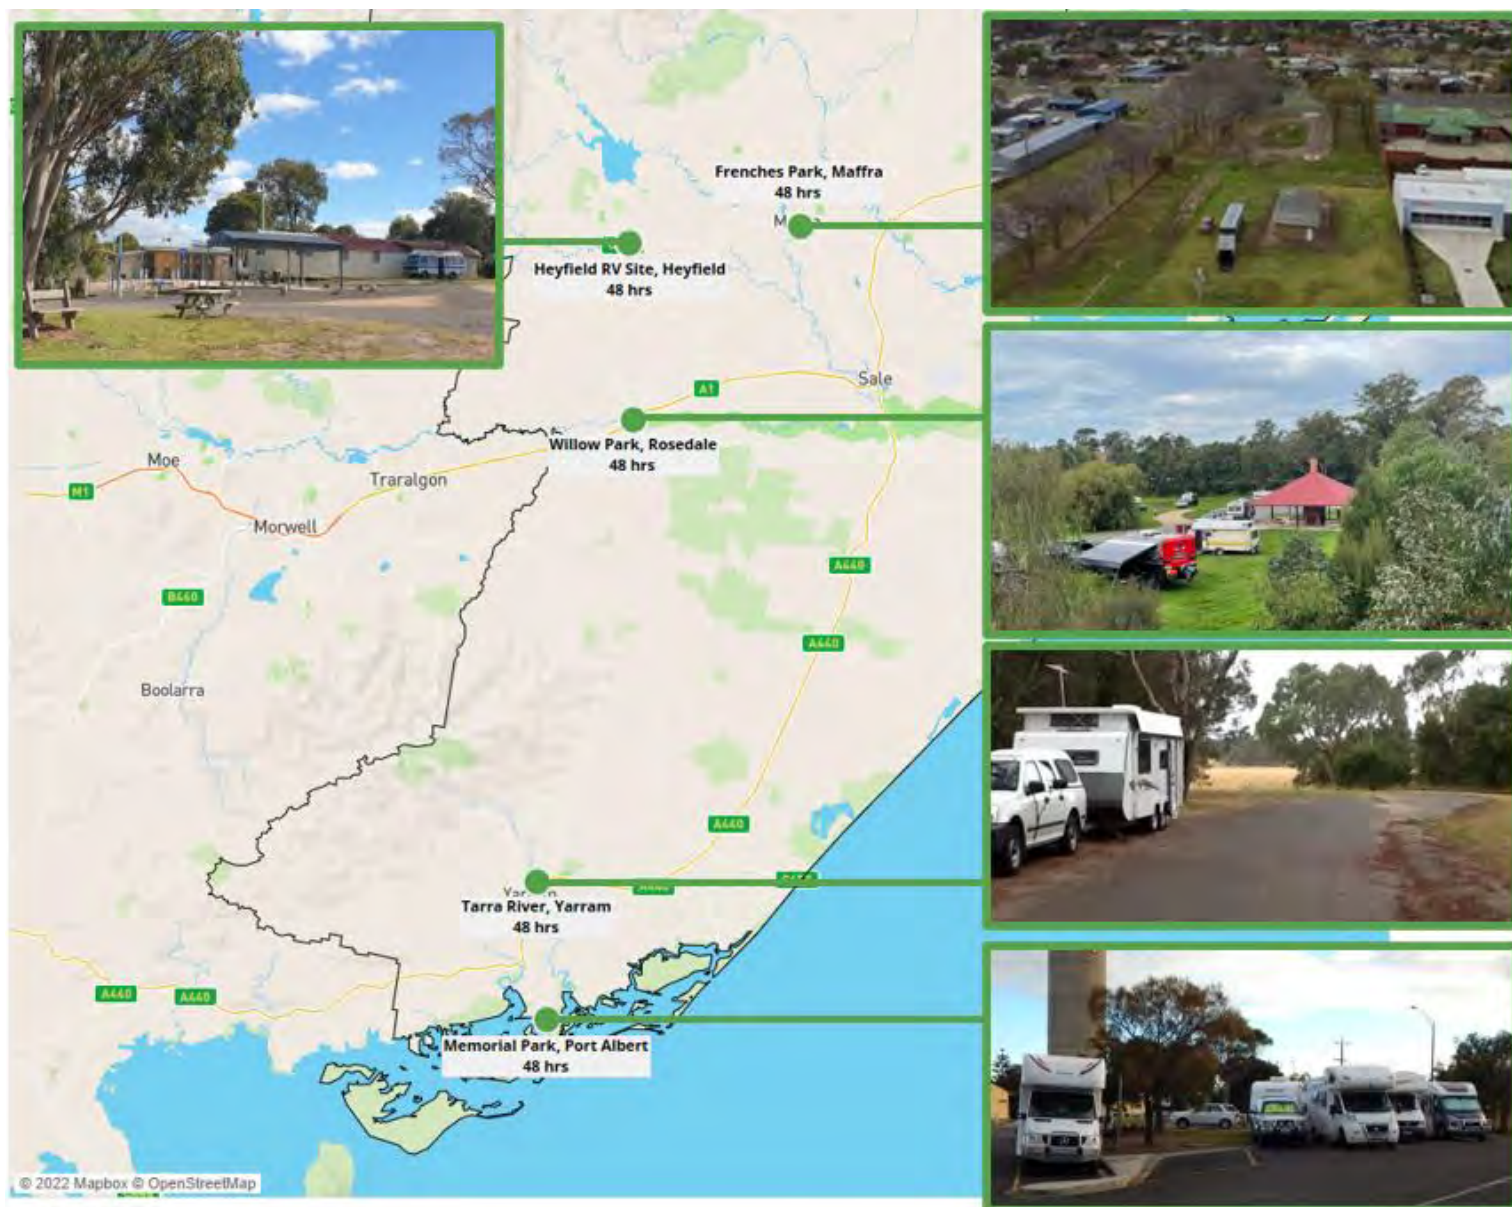 Frenches Park, Maffra
48 hrs
Heyfield RV Site, Heyfield
48 hrs
A1
Sale
Willow Park, Rosedale
48 hrs
Moe
Traralgon
M1
Morwell
A440
B460
A440
Boolarra
A440
A440
Tarra River, Yarram
48 hrs
A440
A440
Memorial Park, Port Albert
48 hrs
© 2022 Mapbox © OpenStreetMap